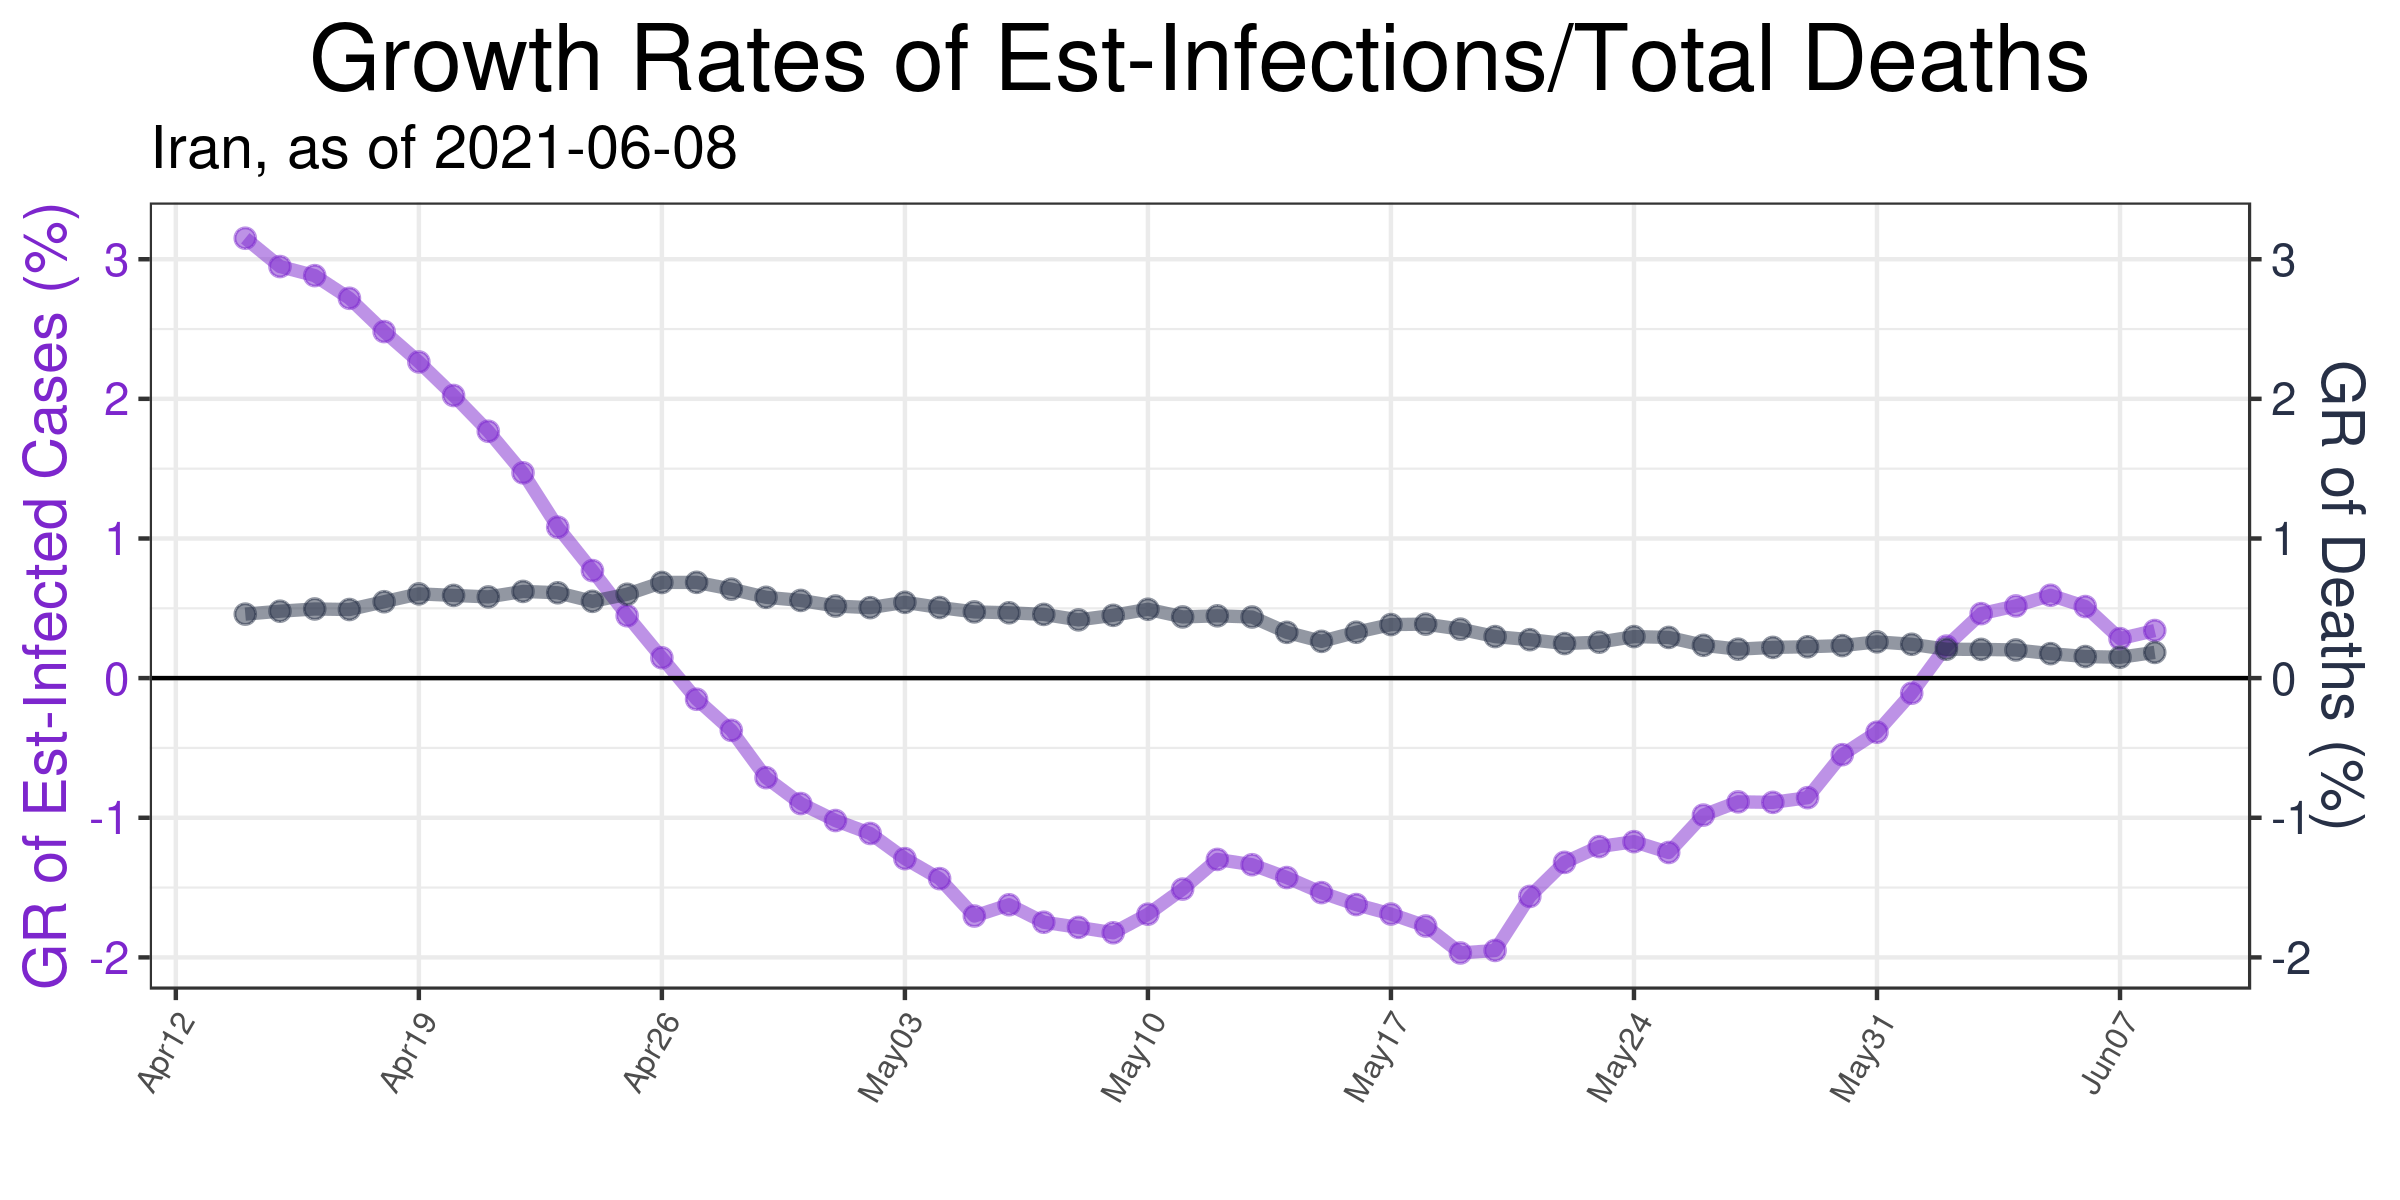 Growth Rates of Est-Infections/Total Deaths
Iran, as of 2021-06-08
GR of Est-Infected Cases (%)
3
2
1
0
-1
-2
3
2
1
0
-1
-2
GR of Deaths (%)
Apr12
Apr19
Apr26
May03
May10
May17
May24
May31
Jun07